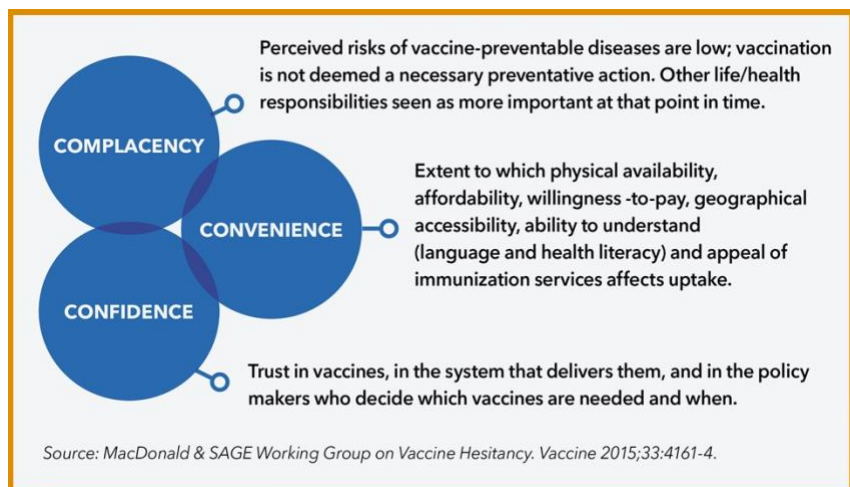 Perceived risks of vaccine-preventable diseases are low; vaccination
is not deemed a necessary preventative action. Other life/health
responsibilities seen as more important at that point in time.
COMPLACENCY
Extent to which physical availability,
affordability, willingness -to-pay, geographical
accessibility, ability to understand
(language and health literacy) and appeal of
immunization services affects uptake.
CONVENIENCE
CONFIDENCE
Trust in vaccines, in the system that delivers them, and in the policy
makers who decide which vaccines are needed and when.
Source: MacDonald & SAGE Working Group on Vaccine Hesitancy. Vaccine 2015;33:4161-4.